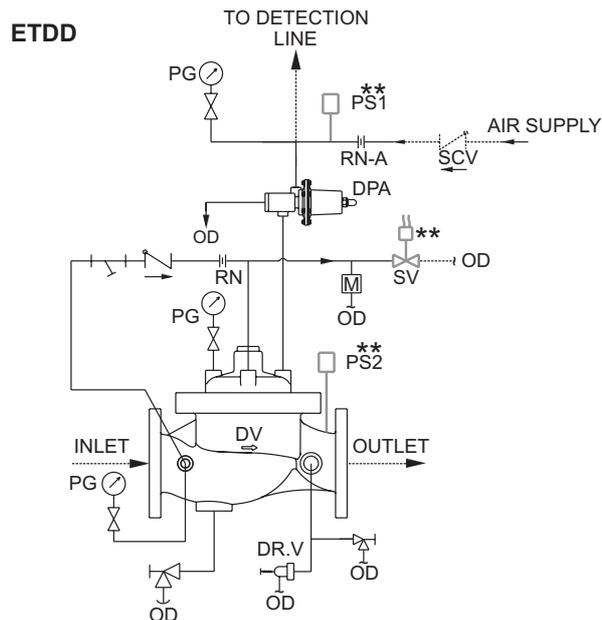 ETDD
TO DETECTION
LINE
PG
**
PS1
AIR SUPPLY
RN-A
SCV
DPA
OD
**
RN
SV
OD
M
OD
PG
**
PS2
DV
INLET
OUTLET
PG
DR.V
OD
OD
OD